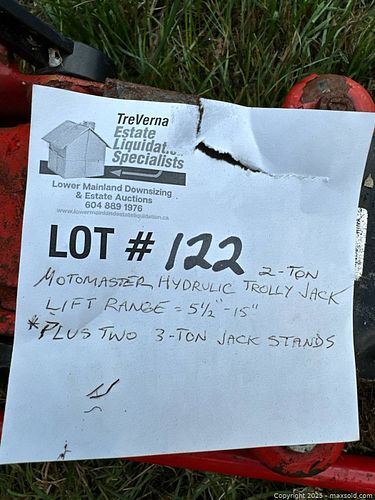 TreVerna
Estate
Liquidat...
Specialists
Lower Mainland Downsizing
& Estate Auctions
604 889 1976
www.lowermainlandestateliquidation.ca
LOT # 122
2-TON
MOTOMASTER HYDRULIC TROLLY JACK
LIFT RANGE = 5½" - 15"
*PLUS TWO 3-TON JACK STANDS
Copyright 2025 - maxsold.com